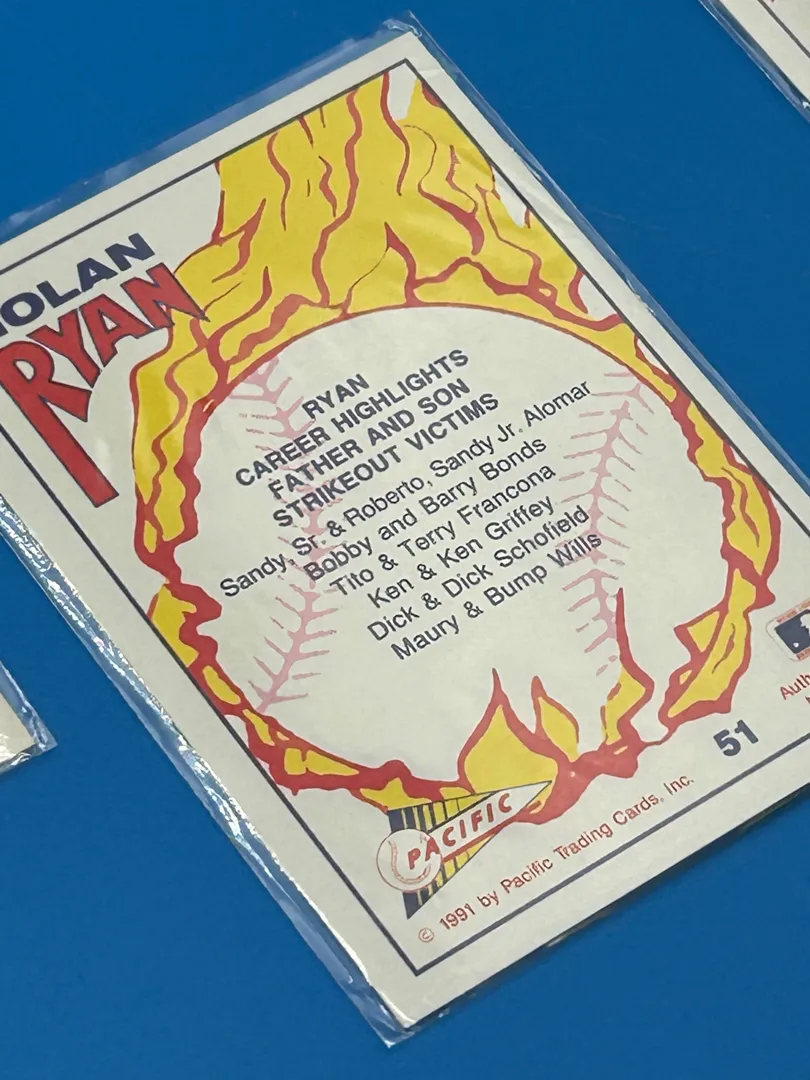 NOLAN
RYAN
RYAN
CAREER HIGHLIGHTS
FATHER AND SON
STRIKEOUT VICTIMS
Sandy, Sr. & Roberto, Sandy Jr. Alomar
Bobby and Barry Bonds
Tito & Terry Francona
Ken & Ken Griffey
Dick & Dick Schofield
Maury & Bump Wills
PACIFIC
51
© 1991 by Pacific Trading Cards, Inc.